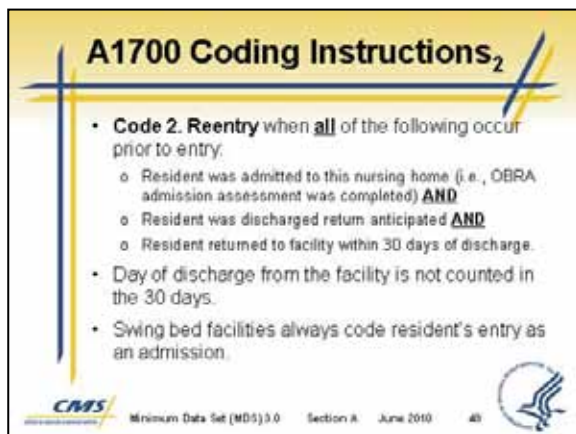 A1700 Coding Instructions₂
• Code 2. Reentry when all of the following occur
prior to entry:
o Resident was admitted to this nursing home (i.e., OBRA
admission assessment was completed) AND
o Resident was discharged return anticipated AND
o Resident returned to facility within 30 days of discharge.
• Day of discharge from the facility is not counted in
the 30 days.
• Swing bed facilities always code resident's entry as
an admission.
CMS
Minimum Data Set (MDS) 3.0 Section A June 2010